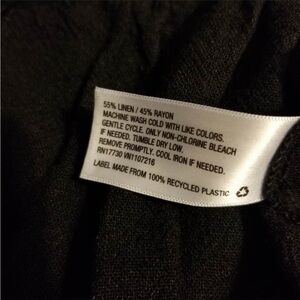 55% LINEN / 45% RAYON
MACHINE WASH COLD WITH LIKE COLORS.
GENTLE CYCLE. ONLY NON-CHLORINE BLEACH
IF NEEDED. TUMBLE DRY LOW.
REMOVE PROMPTLY. COOL IRON IF NEEDED.
RN17730 VN1107216
LABEL MADE FROM 100% RECYCLED PLASTIC